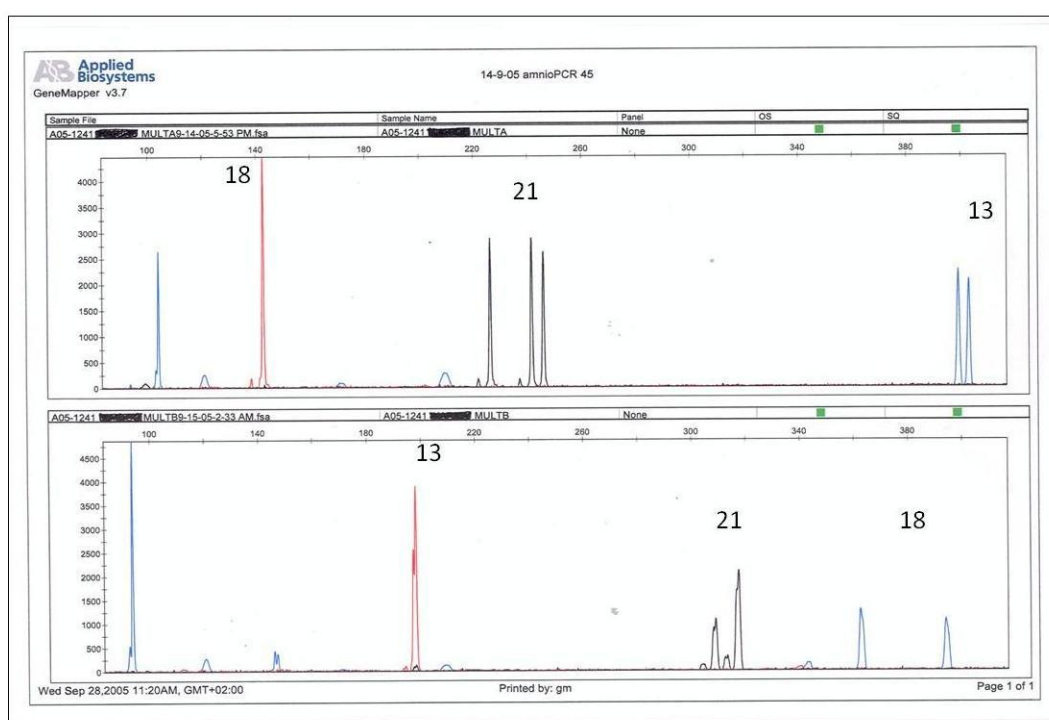 AB Applied
Biosystems
GeneMapper v3.7
14-9-05 amnioPCR 45
Sample File Sample Name Panel OS SQ
A05-1241 MULTA9-14-05-5-53 PM.fsa A05-1241 MULTA None
100 140 180 220 260 300 340 380
18
21
13
4000
3500
3000
2500
2000
1500
1000
500
0
A05-1241 MULTB9-15-05-2-33 AM.fsa A05-1241 MULTB None
100 140 180 220 260 300 340 380
13
21
18
4500
4000
3500
3000
2500
2000
1500
1000
500
0
Wed Sep 28,2005 11:20AM, GMT+02:00 Printed by: gm Page 1 of 1